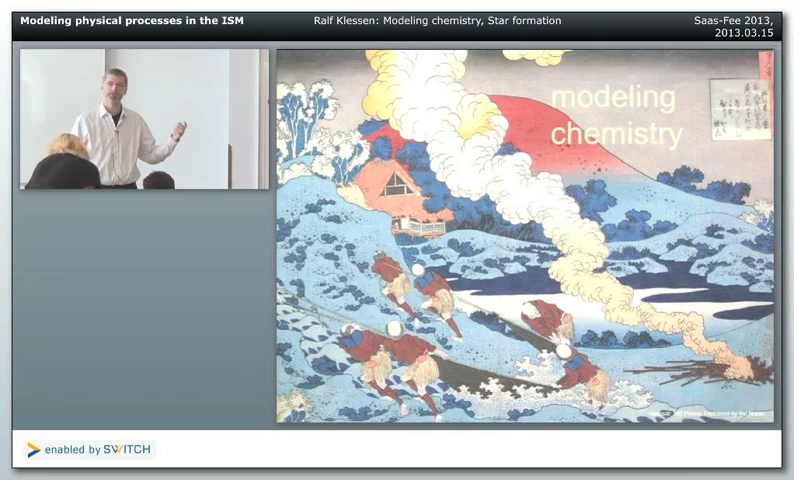 Modeling physical processes in the ISM
Ralf Klessen: Modeling chemistry, Star formation
Saas-Fee 2013,
2013.03.15
modeling
chemistry
enabled by SWITCH